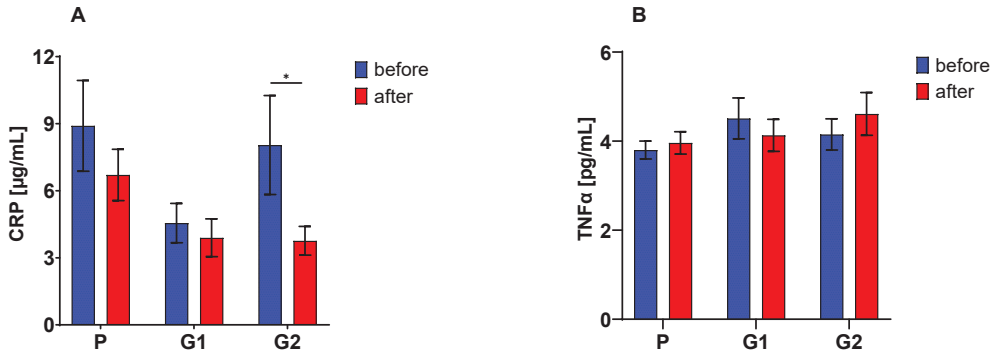 A
CRP [µg/mL]
12
9
6
3
0
*
before
after
P
G1
G2
B
TNFα [pg/mL]
6
4
2
0
before
after
P
G1
G2